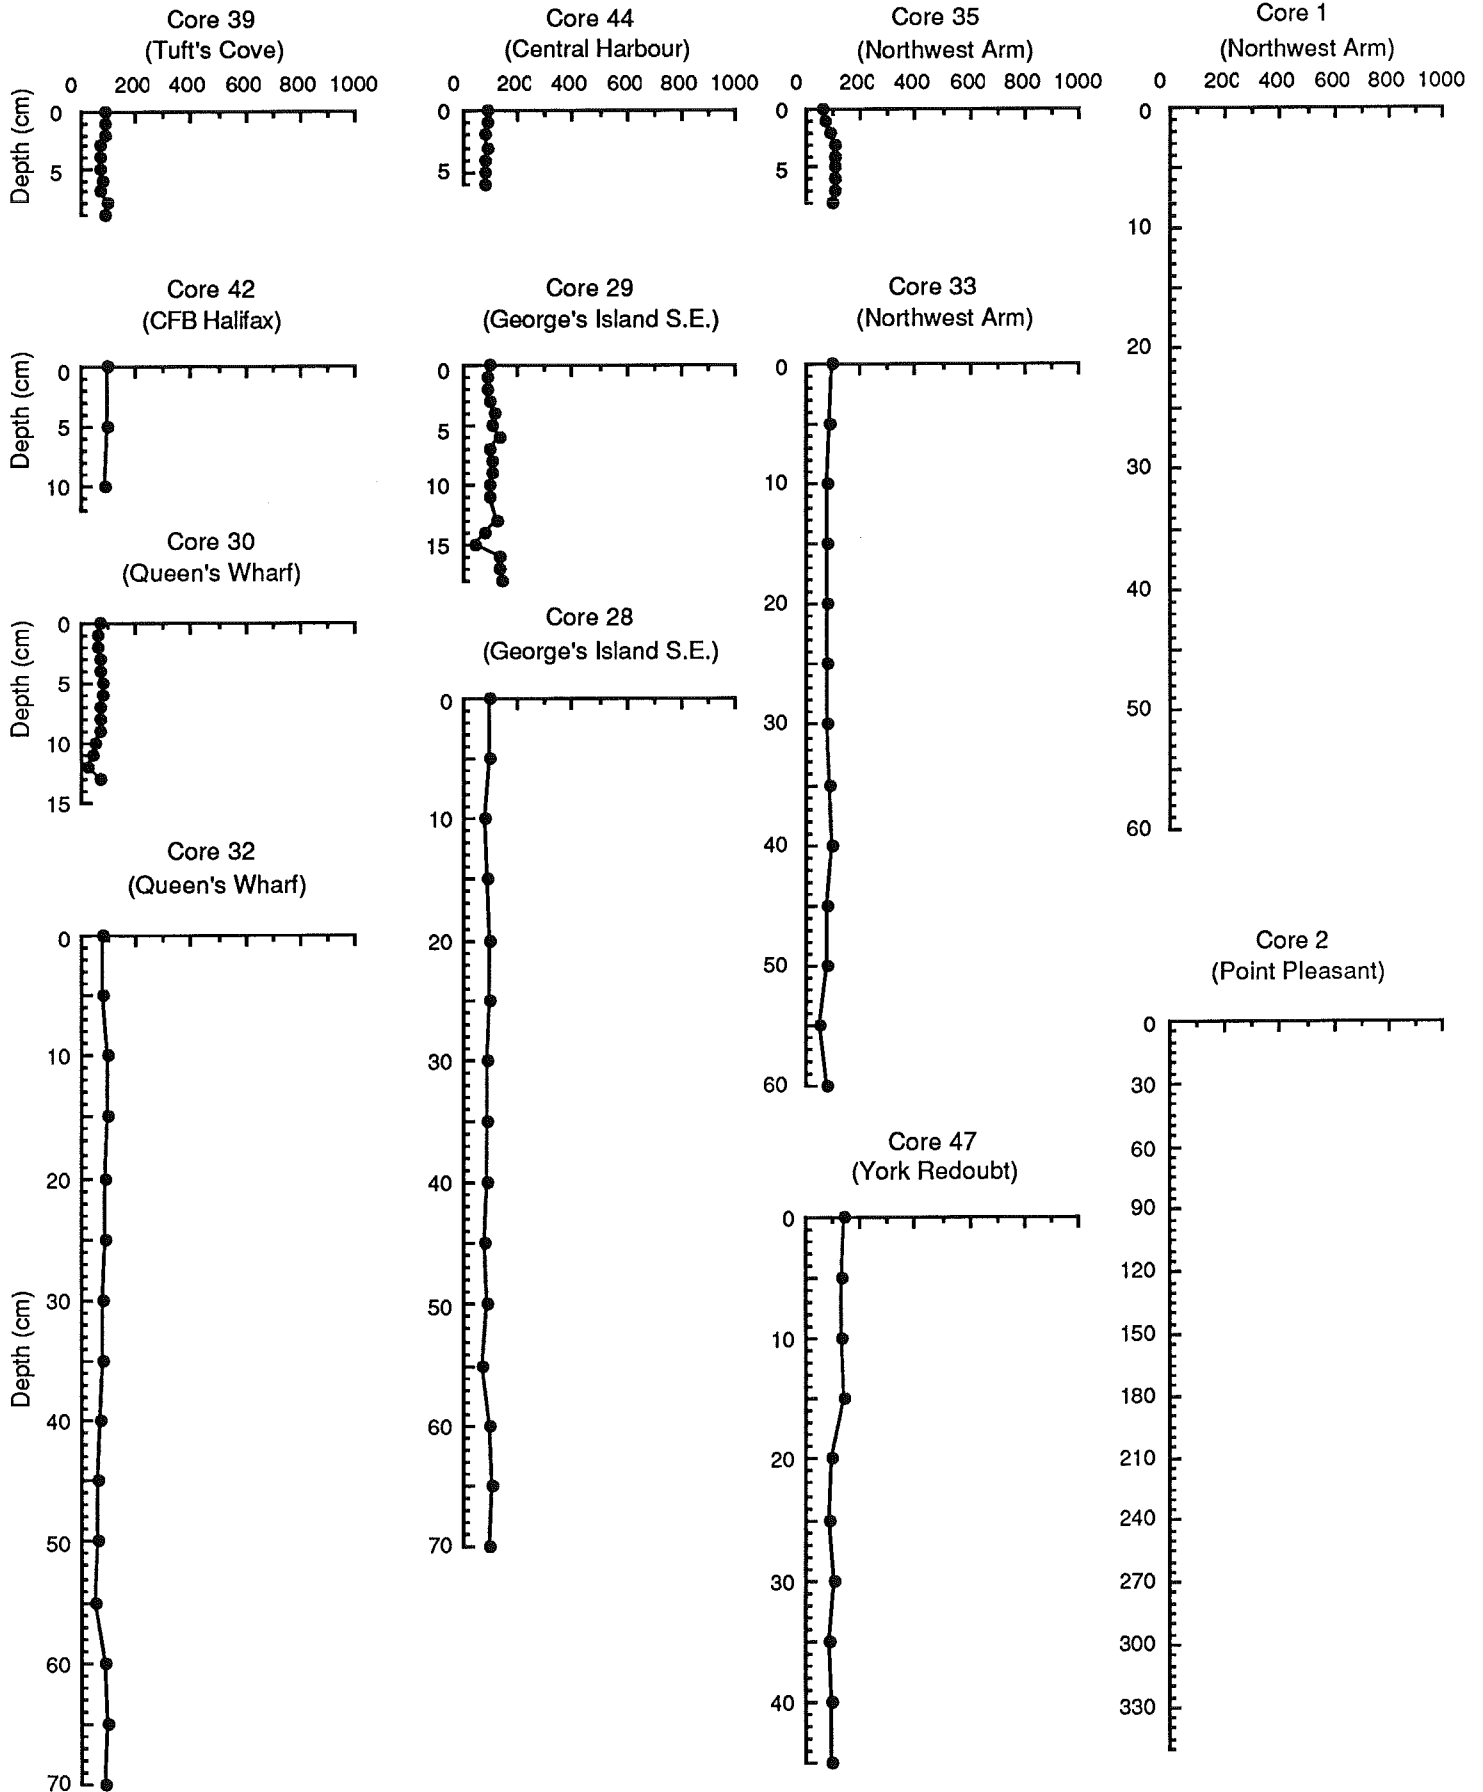 Core 39
(Tuft's Cove)
0 200 400 600 800 1000
Depth (cm)
0
5
Core 42
(CFB Halifax)
Depth (cm)
0
5
10
Core 30
(Queen's Wharf)
Depth (cm)
0
5
10
15
Core 32
(Queen's Wharf)
Depth (cm)
0
10
20
30
40
50
60
70
Core 44
(Central Harbour)
0 200 400 600 800 1000
0
5
Core 29
(George's Island S.E.)
0
5
10
15
Core 28
(George's Island S.E.)
0
10
20
30
40
50
60
70
Core 35
(Northwest Arm)
0 200 400 600 800 1000
0
5
Core 33
(Northwest Arm)
0
10
20
30
40
50
60
Core 47
(York Redoubt)
0
10
20
30
40
Core 1
(Northwest Arm)
0 200 400 600 800 1000
0
10
20
30
40
50
60
Core 2
(Point Pleasant)
0
30
60
90
120
150
180
210
240
270
300
330